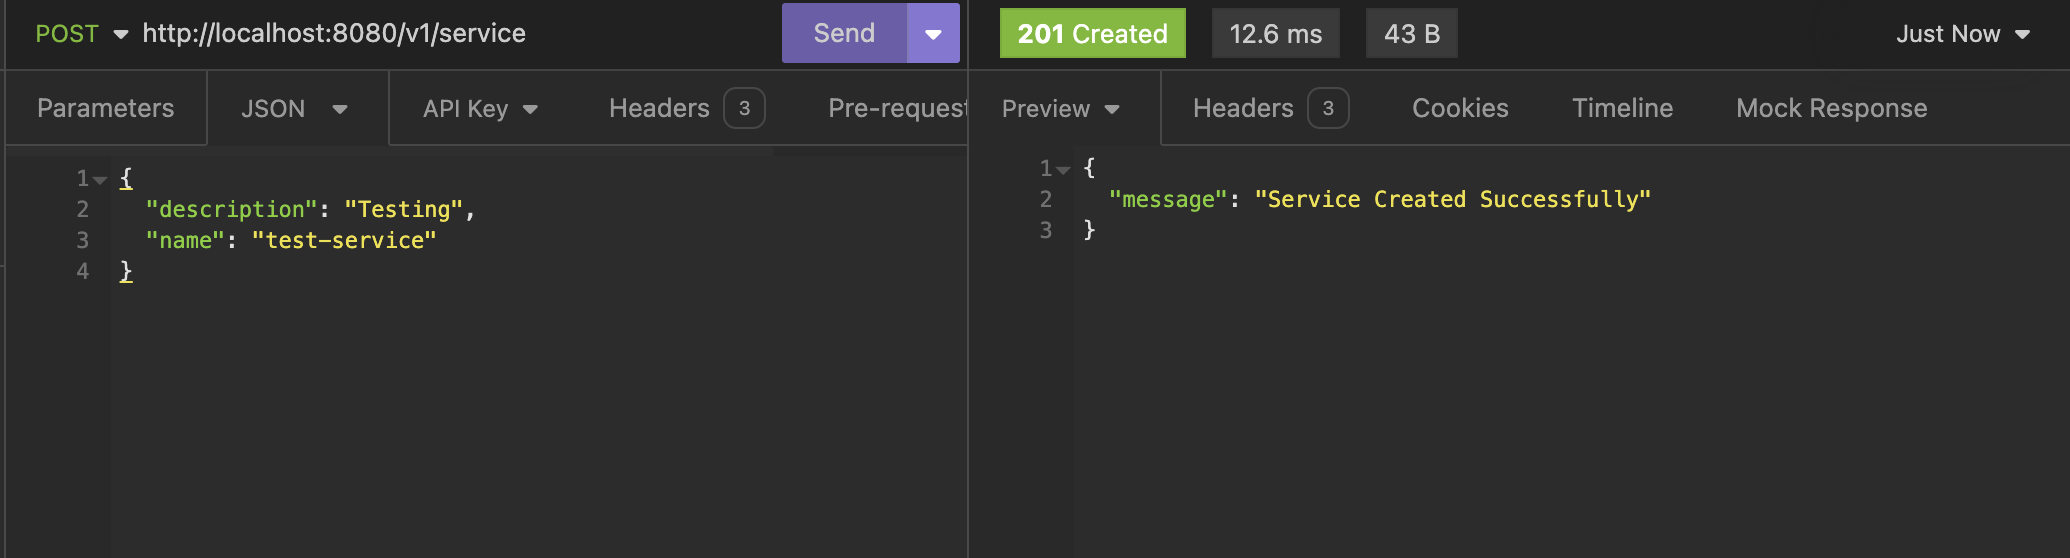 POST http://localhost:8080/v1/service Send 201 Created 12.6 ms 43 B Just Now
Parameters JSON API Key Headers 3 Pre-request Preview Headers 3 Cookies Timeline Mock Response
1 {
2 "description": "Testing",
3 "name": "test-service"
4 }
1 {
2 "message": "Service Created Successfully"
3 }